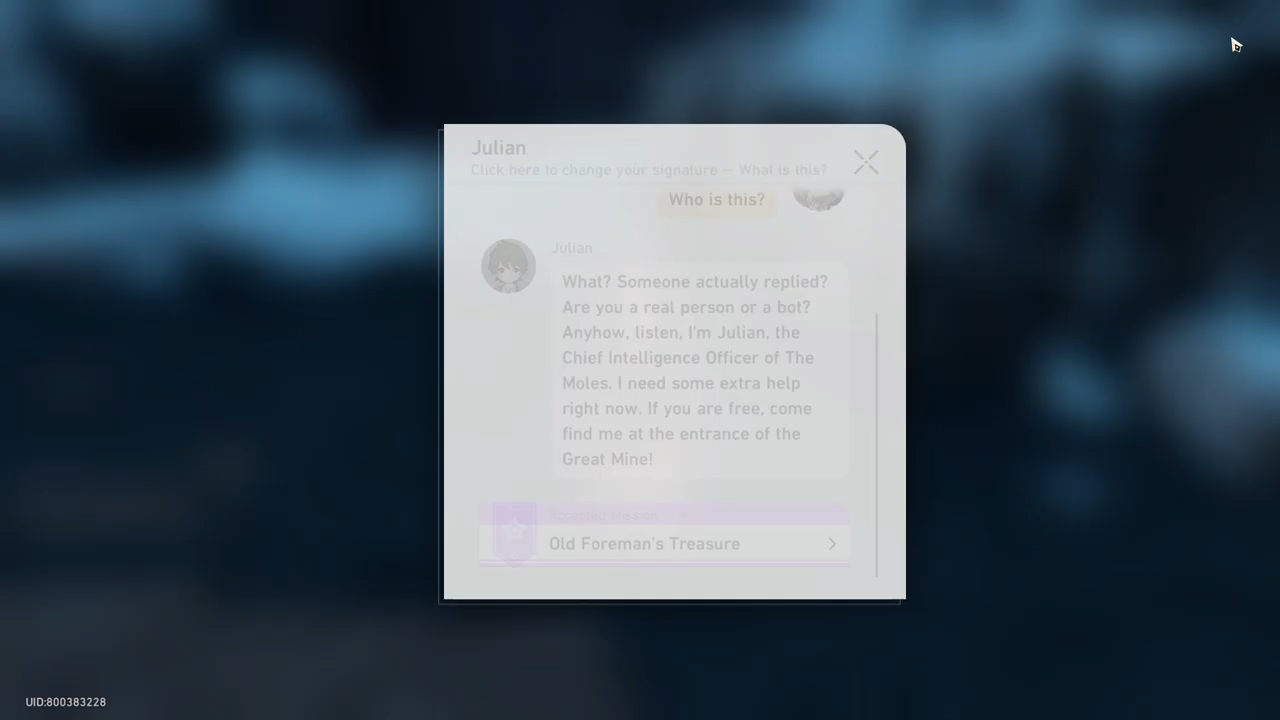 Julian
Click here to change your signature — What is this?
Who is this?
Julian
What? Someone actually replied?
Are you a real person or a bot?
Anyhow, listen, I'm Julian, the
Chief Intelligence Officer of The
Moles. I need some extra help
right now. If you are free, come
find me at the entrance of the
Great Mine!
Accepted Mission
Old Foreman's Treasure
UID:800383228